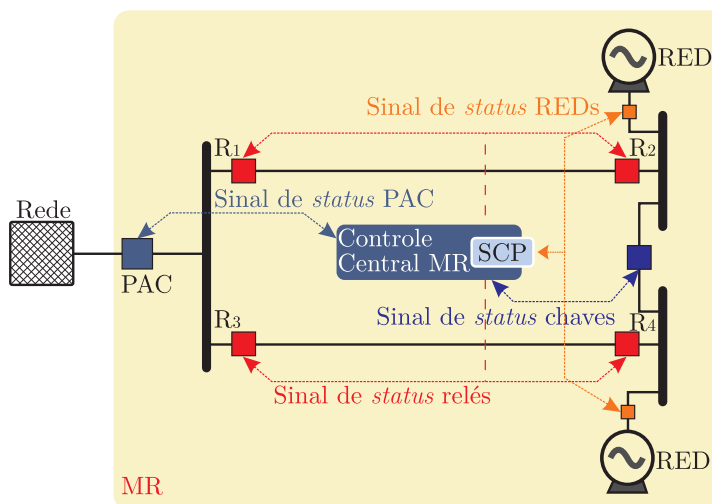 RED
Sinal de status REDs
R1
R2
Sinal de status PAC
Rede
Controle
Central MR
SCP
PAC
Sinal de status chaves
R3
R4
Sinal de status relés
RED
MR